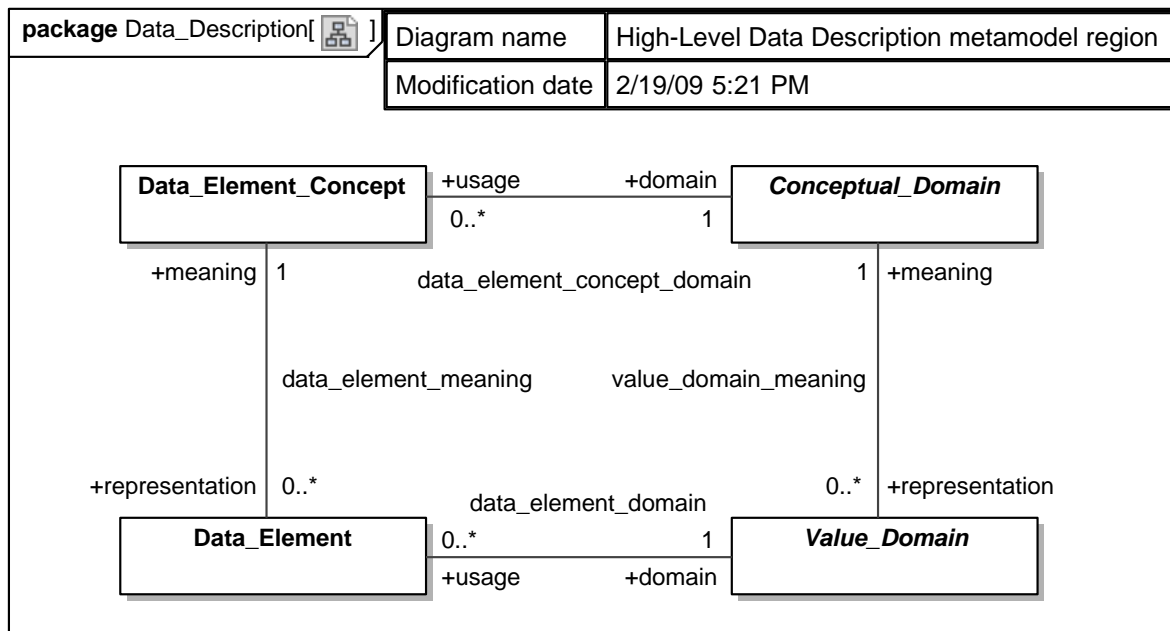 package Data_Description[ ]
Diagram name High-Level Data Description metamodel region
Modification date 2/19/09 5:21 PM
Data_Element_Concept +usage +domain Conceptual_Domain
0..* 1
+meaning 1 1 +meaning
data_element_concept_domain
data_element_meaning value_domain_meaning
+representation 0..* 0..* +representation
data_element_domain
Data_Element 0..* 1 Value_Domain
+usage +domain